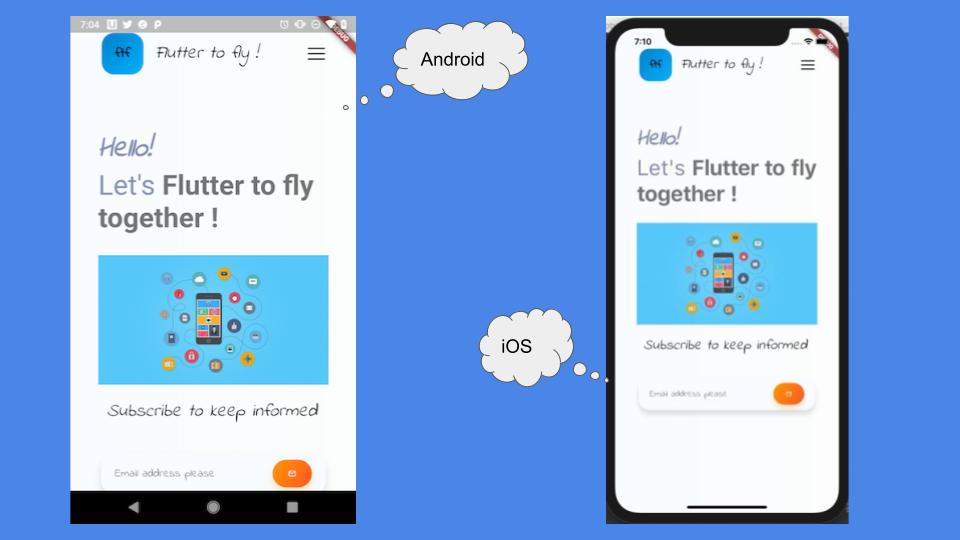 7:04
ftf
Flutter to fly !
Hello!
Let's Flutter to fly
together !
Subscribe to keep informed
Email address please
Android
iOS
7:10
ftf
Flutter to fly !
Hello!
Let's Flutter to fly
together !
Subscribe to keep informed
Email address please